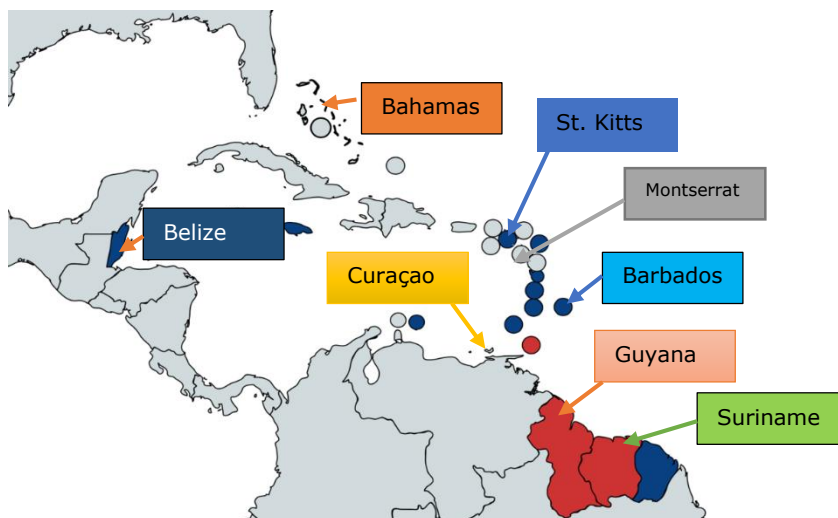 Bahamas
St. Kitts
Montserrat
Belize
Curaçao
Barbados
Guyana
Suriname